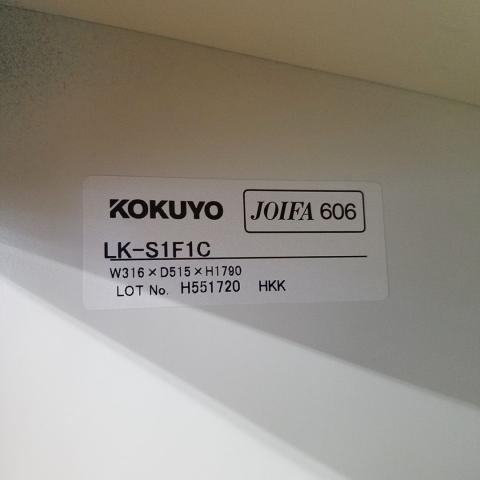 KOKUYO JOIFA 606
LK-S1F1C
W316×D515×H1790
LOT No. H551720 HKK